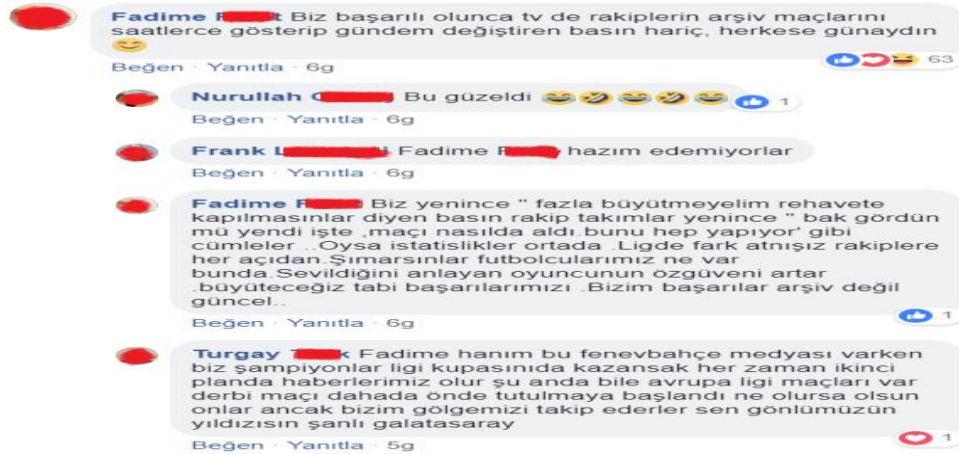 Fadime Biz başarılı olunca tv de rakiplerin arşiv maçlarını
saatlerce gösterip gündem değiştiren basın hariç, herkese günaydın
😊
Beğen · Yanıtla · 6g
63
Nurullah Bu güzeldi 😂🤣😂🤣😂
1
Beğen · Yanıtla · 6g
Frank Fadime hazım edemiyorlar
Beğen · Yanıtla · 6g
Fadime Biz yenince " fazla büyütmeyelim rehavete
kapılmasınlar diyen basın rakip takımlar yenince " bak gördün
mü yendi işte ,maçı nasılda aldı.bunu hep yapıyor' gibi
cümleler ..Oysa istatislikler ortada .Ligde fark atnışız rakiplere
her açıdan.Şımarsınlar futbolcularımız ne var
bunda.Sevildiğini anlayan oyuncunun özgüveni artar
.büyüteceğiz tabi başarılarımızı .Bizim başarılar arşiv değil
güncel..
1
Beğen · Yanıtla · 6g
Turgay Fadime hanım bu fenevbahçe medyası varken
biz şampiyonlar ligi kupasınıda kazansak her zaman ikinci
planda haberlerimiz olur şu anda bile avrupa ligi maçları var
derbi maçı dahada önde tutulmaya başlandı ne olursa olsun
onlar ancak bizim gölgemizi takip ederler sen gönlümüzün
yıldızısın şanlı galatasaray
1
Beğen · Yanıtla · 5g